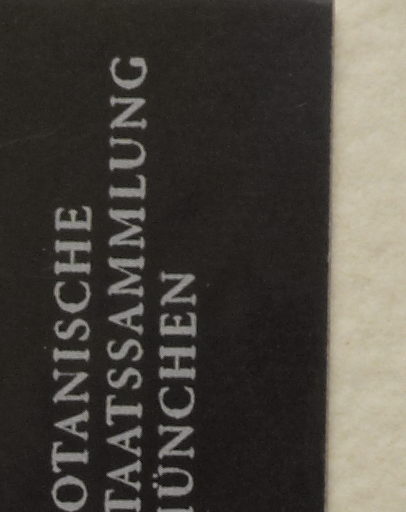 OTANISCHE
TAATSSAMMLUNG
ÜNCHEN